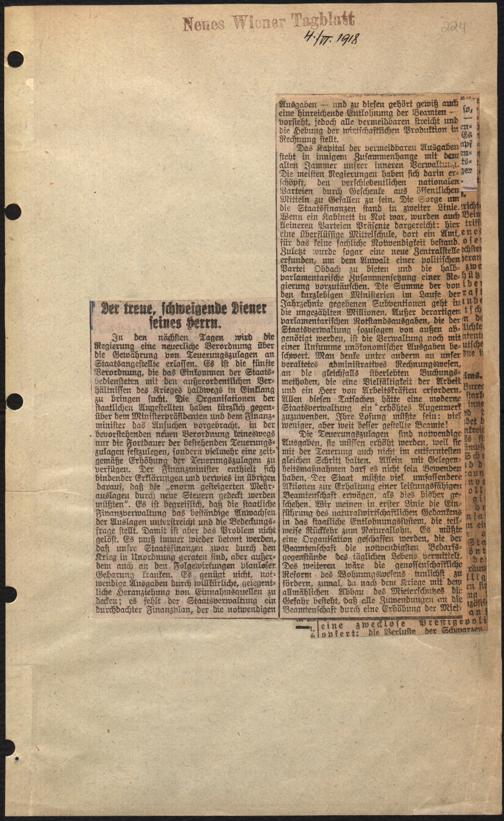 Neues Wiener Tagblatt
4./VI. 1918
224
Der treue, schweigende Diener
seines Herrn.
In den nächsten Tagen wird die
Regierung eine neuerliche Verordnung über
die Gewährung von Teuerungszulagen an
Staatsangestellte erlassen. Es ist die fünfte
Verordnung, die das Einkommen der Staats-
bediensteten mit den außerordentlichen Ver-
hältnissen des Krieges halbwegs in Einklang
zu bringen sucht. Die Organisationen der
staatlichen Angestellten haben kürzlich gegen-
über dem Ministerpräsidenten und dem Finanz-
minister das Ansuchen vorgebracht, in der
bevorstehenden neuen Verordnung keineswegs
nur die Fortdauer der bestehenden Teuerungs-
zulagen festzulegen, sondern vielmehr eine zeit-
gemäße Erhöhung der Teuerungszulagen zu
verfügen. Der Finanzminister enthielt sich
bindender Erklärungen und verwies im übrigen
darauf, daß die enorm gesteigerten Mehr-
auslagen durch neue Steuern gedeckt werden
müßten. Es ist begreiflich, daß die staatliche
Finanzverwaltung das beständige Anwachsen
der Auslagen unterstreicht und die Bedeckungs-
frage stellt. Damit ist aber das Problem nicht
gelöst. Es muß immer wieder betont werden,
daß unsre Staatsfinanzen zwar durch den
Krieg in Unordnung geraten sind, aber außer-
dem auch an den Folgewirkungen planloser
Gebarung kranken. Es genügt nicht, not-
wendige Ausgaben durch willkürliche, gelegent-
liche Heranziehung von Einnahmsquellen zu
decken; es fehlt der Staatsverwaltung ein
durchdachter Finanzplan, der die notwendigen
Ausgaben — und zu diesen gehört gewiß auch
eine hinreichende Entlohnung der Beamten —
vorsieht, jedoch alle vermeidbaren streicht und
die Hebung der wirtschaftlichen Produktion in
Rechnung stellt.
Das Kapital der vermeidbaren Ausgaben
steht in innigem Zusammenhange mit dem
alten Jammer unsrer inneren Verwaltung.
Die meisten Regierungen haben sich darin er-
schöpft, den verschiedentlichen nationalen
Parteien durch Geschenke aus öffentlichen
Mitteln zu Gefallen zu sein. Die Sorge um
die Staatsfinanzen stand in zweiter Linie.
Wenn ein Kabinett in Not war, wurden auch
kleineren Parteien Präsente dargereicht: hier
eine überflüssige Mittelschule, dort ein Amt,
für das keine sachliche Notwendigkeit bestand.
Zuletzt wurde sogar eine neue Zentralstelle
erfunden, um dem Anwalt einer politischen
Partei Obdach zu bieten und die halb-
parlamentarische Zusammensetzung einer Re-
gierung vorzutäuschen. Die Summe der von
den kurzlebigen Ministerien im Laufe der
Jahrzehnte gegebenen Subventionen geht in
die ungezählten Millionen. Außer derartigen
parlamentarischen Notstandsauslagen, die der
Staatsverwaltung sozusagen von außen ab-
genötigt werden, ist die Verwaltung noch mit
einer Unsumme unökonomischer Ausgaben be-
schwert. Man denke unter anderm an unser
veraltetes administratives Rechnungswesen,
an die gleichfalls überlebten Buchungs-
methoden, die eine Vielfältigkeit der Arbeit
und ein Heer von Arbeitskräften erfordern.
Allen diesen Tatsachen hätte eine moderne
Staatsverwaltung ein erhöhtes Augenmerk
zuzuwenden. Ihre Losung müßte sein: viel
weniger, aber weit besser gestellte Beamte!
Die Teuerungszulagen sind notwendige
Ausgaben, sie müssen erhöht werden, weil sie
mit der Teuerung auch nicht im entferntesten
gleichen Schritt halten. Allein mit Gelegen-
heitsmaßnahmen darf es nicht sein Bewenden
haben. Der Staat müßte viel umfassender
Aktionen zur Erhaltung einer leistungsfähigen
Beamtenschaft erwägen, als dies bisher ge-
schehen. Wir meinen in erster Linie die Ein-
führung des naturalwirtschaftlichen Gedankens
in das staatliche Entlohnungssystem, die teil-
weise Rückkehr zum Naturallohn. Es müßte
eine Organisation geschaffen werden, die der
Beamtenschaft die notwendigsten Bedarfs-
gegenstände des täglichen Lebens vermittelt.
Des weiteren wäre die genossenschaftliche
Reform des Wohnungswesens tunlichst zu
fördern, zumal da nach dem Kriege mit dem
allmählichen Abbau des Mieterschutzes die
Gefahr besteht, daß alle Zuwendungen an die
Beamtenschaft durch eine Erhöhung der Miet-
eine zwecklose Prestigepoli
opfert; die Verluste der Schwarzen